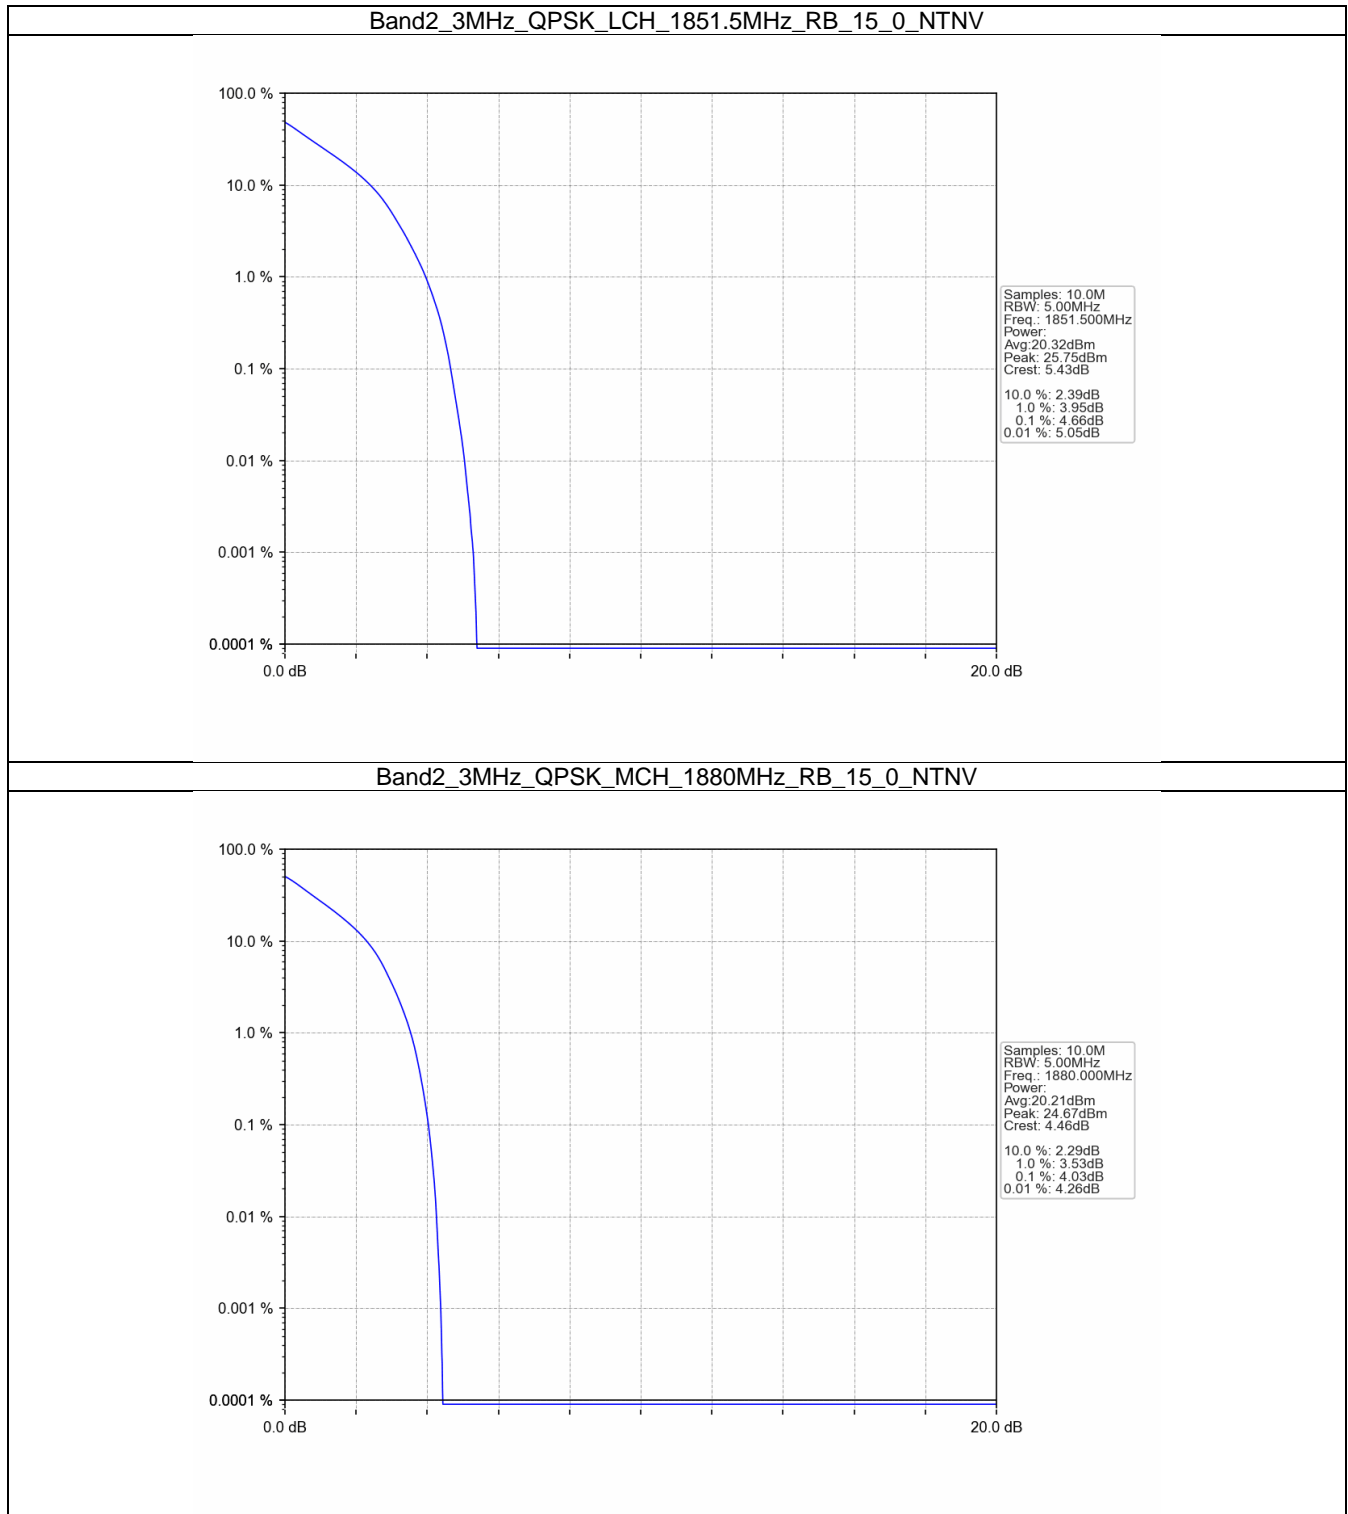 Band2_3MHz_QPSK_LCH_1851.5MHz_RB_15_0_NTNV
100.0 %
10.0 %
1.0 %
0.1 %
0.01 %
0.001 %
0.0001 %
0.0 dB
20.0 dB
Samples: 10.0M
RBW: 5.00MHz
Freq.: 1851.500MHz
Power:
Avg:20.32dBm
Peak: 25.75dBm
Crest: 5.43dB
10.0 %: 2.39dB
1.0 %: 3.95dB
0.1 %: 4.66dB
0.01 %: 5.05dB
Band2_3MHz_QPSK_MCH_1880MHz_RB_15_0_NTNV
100.0 %
10.0 %
1.0 %
0.1 %
0.01 %
0.001 %
0.0001 %
0.0 dB
20.0 dB
Samples: 10.0M
RBW: 5.00MHz
Freq.: 1880.000MHz
Power:
Avg:20.21dBm
Peak: 24.67dBm
Crest: 4.46dB
10.0 %: 2.29dB
1.0 %: 3.53dB
0.1 %: 4.03dB
0.01 %: 4.26dB